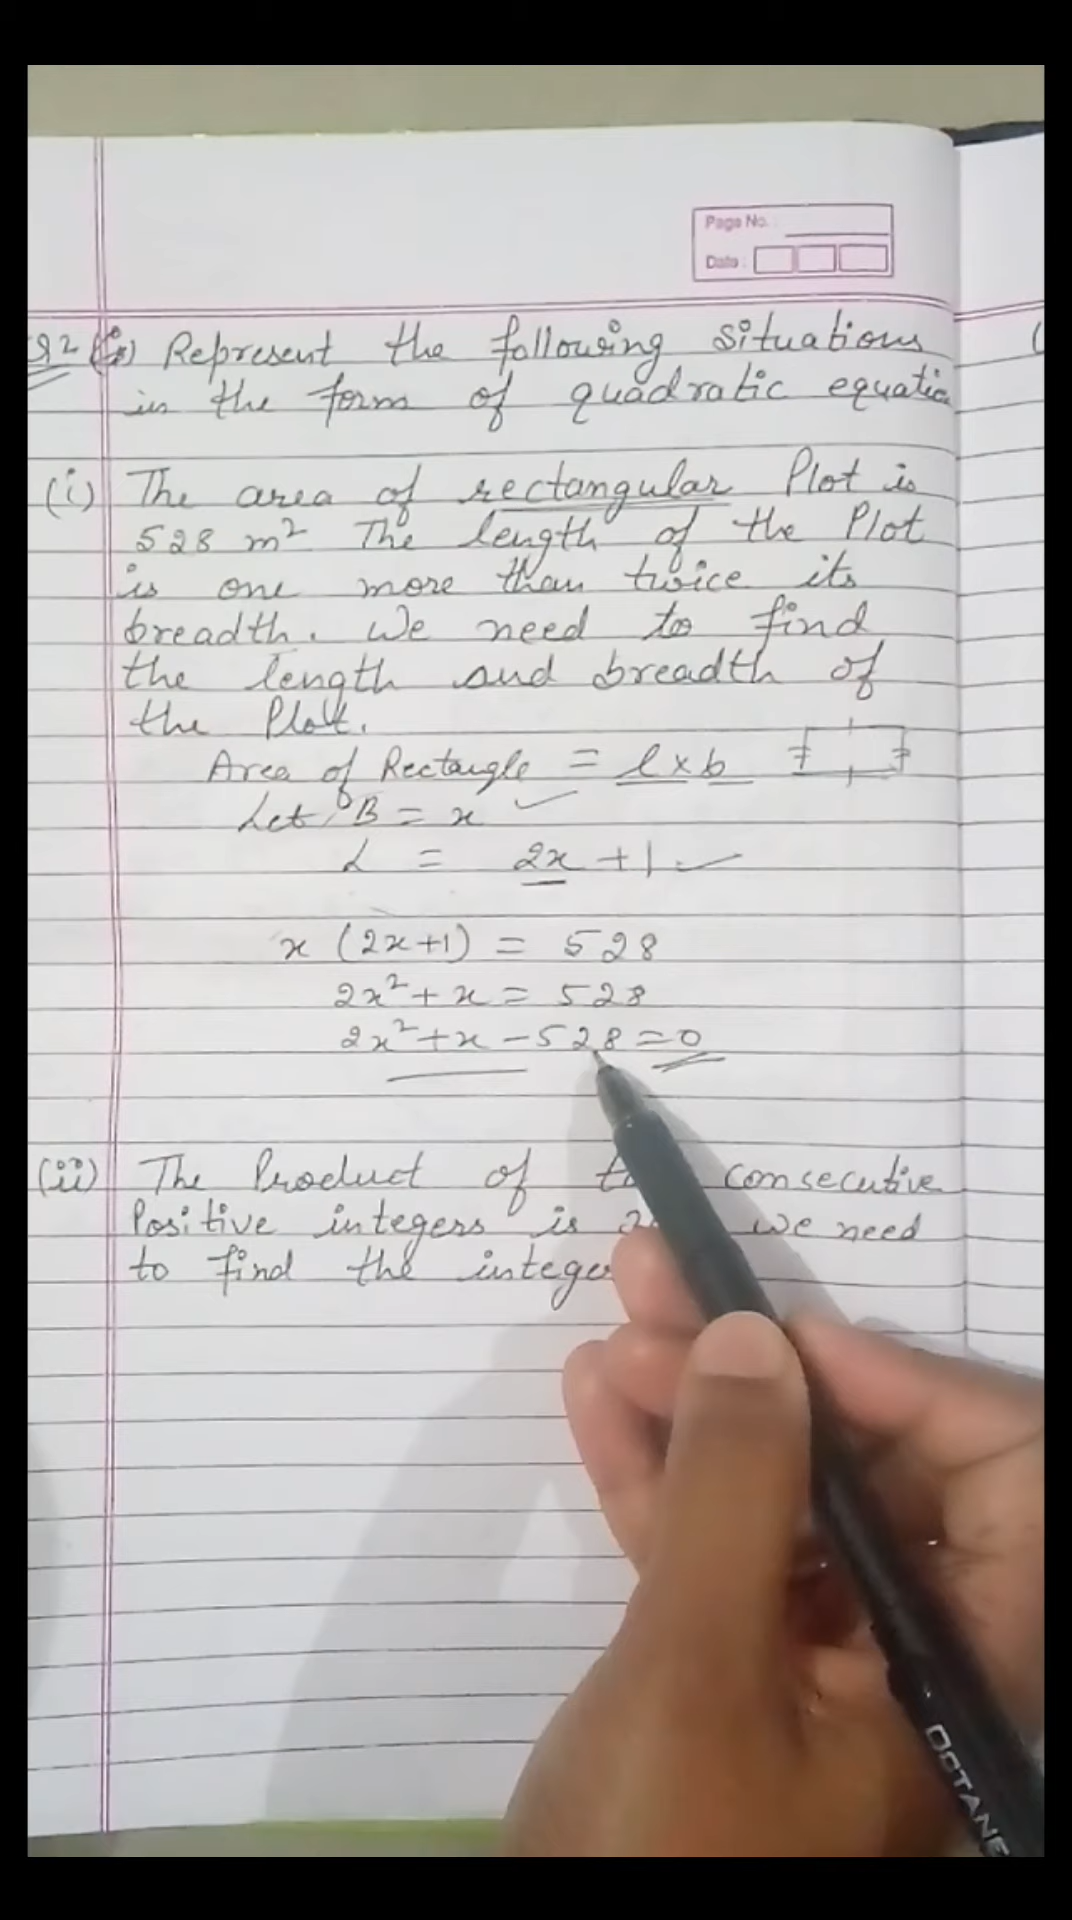 Page No.
Date :
Q2 (i) Represent the following situations
in the form of quadratic equatio
(i) The area of rectangular Plot is
528 m² The length of the Plot
is one more than twice its
breadth. We need to find
the length and breadth of
the Plot.
Area of Rectangle = l x b
Let B = x
L = 2x + 1
x (2x+1) = 528
2x² + x = 528
2x² + x - 528 = 0
(ii) The Product of consecutive
Positive integers is we need
to find the intege
OCTANE